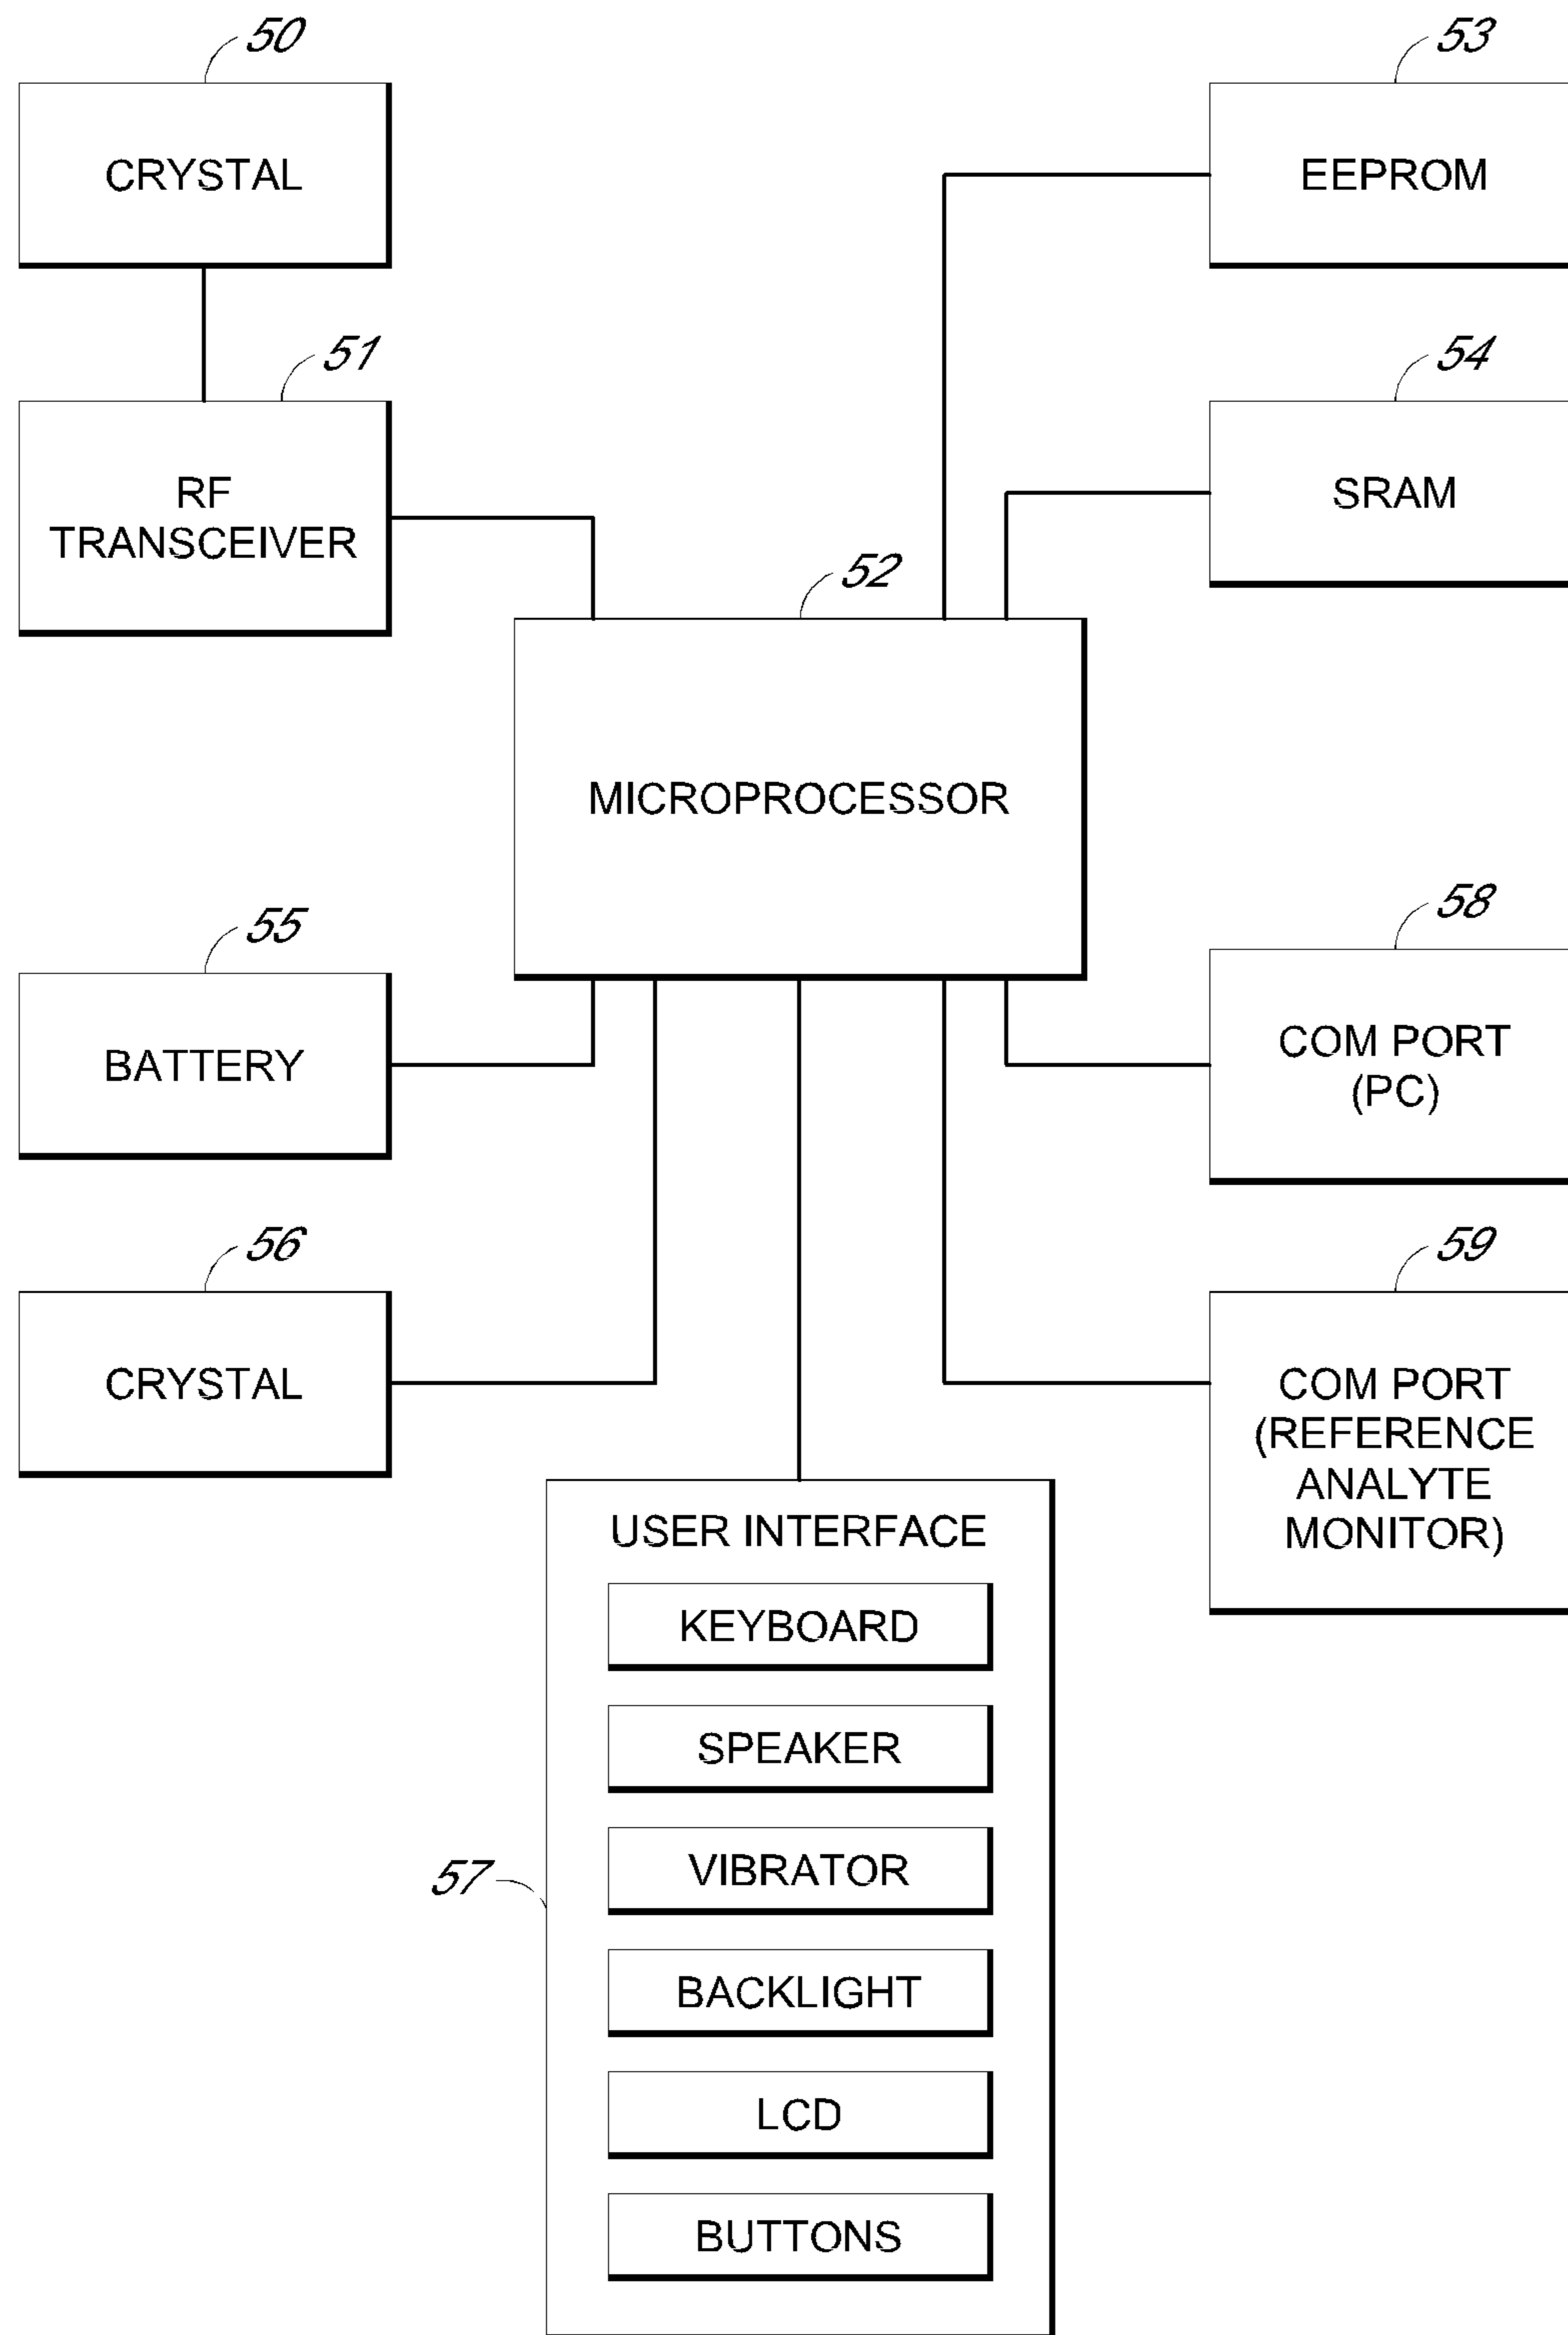 50
CRYSTAL
53
EEPROM
51
RF
TRANSCEIVER
54
SRAM
52
MICROPROCESSOR
55
BATTERY
58
COM PORT
(PC)
56
CRYSTAL
59
COM PORT
(REFERENCE
ANALYTE
MONITOR)
57
USER INTERFACE
KEYBOARD
SPEAKER
VIBRATOR
BACKLIGHT
LCD
BUTTONS